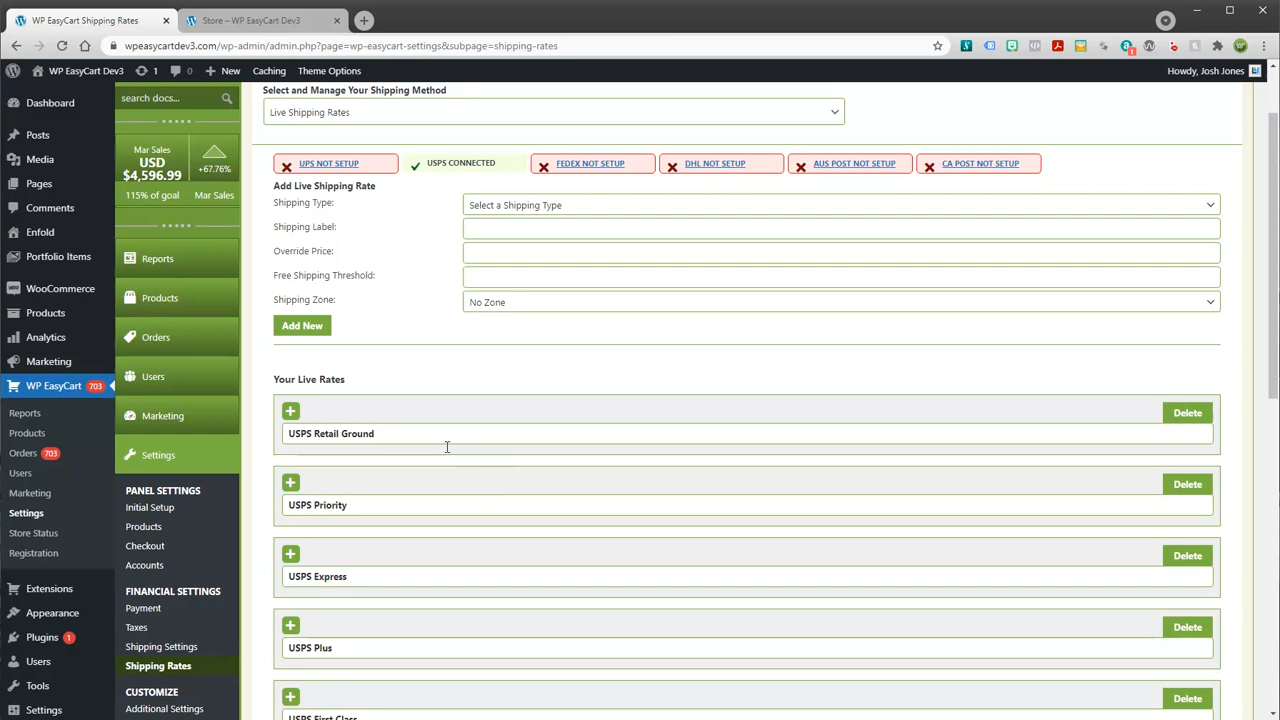 WP EasyCart Shipping Rates
Store – WP EasyCart Dev3
wpeasycartdev3.com/wp-admin/admin.php?page=wp-easycart-settings&subpage=shipping-rates
WP EasyCart Dev3 1 0 New Caching Theme Options Howdy, Josh Jones
Dashboard
Posts
Media
Pages
Comments
Enfold
Portfolio Items
WooCommerce
Products
Analytics
Marketing
WP EasyCart 703
Reports
Products
Orders 703
Users
Marketing
Settings
Store Status
Registration
Extensions
Appearance
Plugins 1
Users
Tools
Settings
search docs...
Mar Sales
USD
$4,596.99
+67.76%
115% of goal Mar Sales
Reports
Products
Orders
Users
Marketing
Settings
PANEL SETTINGS
Initial Setup
Products
Checkout
Accounts
FINANCIAL SETTINGS
Payment
Taxes
Shipping Settings
Shipping Rates
CUSTOMIZE
Additional Settings
Select and Manage Your Shipping Method
Live Shipping Rates
UPS NOT SETUP USPS CONNECTED FEDEX NOT SETUP DHL NOT SETUP AUS POST NOT SETUP CA POST NOT SETUP
Add Live Shipping Rate
Shipping Type: Select a Shipping Type
Shipping Label:
Override Price:
Free Shipping Threshold:
Shipping Zone: No Zone
Add New
Your Live Rates
Delete
USPS Retail Ground
Delete
USPS Priority
Delete
USPS Express
Delete
USPS Plus
Delete
USPS First Class